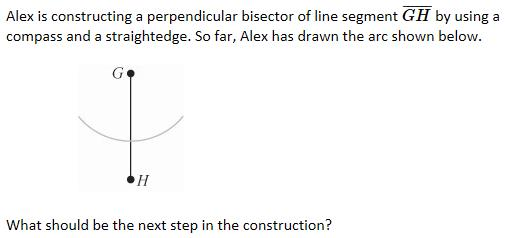 Alex is constructing a perpendicular bisector of line segment G̅H̅ by using a
compass and a straightedge. So far, Alex has drawn the arc shown below.
G
H
What should be the next step in the construction?